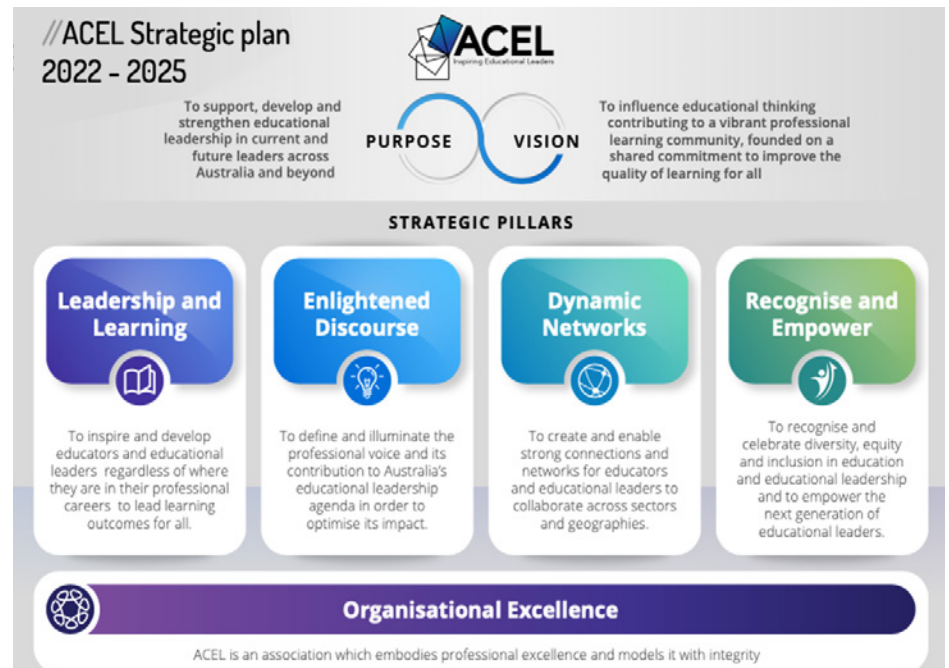 //ACEL Strategic plan
2022 - 2025
ACEL
Inspiring Educational Leaders
To support, develop and
strengthen educational
leadership in current and
future leaders across
Australia and beyond
PURPOSE
VISION
To influence educational thinking
contributing to a vibrant professional
learning community, founded on a
shared commitment to improve the
quality of learning for all
STRATEGIC PILLARS
Leadership and
Learning
To inspire and develop
educators and educational
leaders regardless of where
they are in their professional
careers to lead learning
outcomes for all.
Enlightened
Discourse
To define and illuminate the
professional voice and its
contribution to Australia's
educational leadership
agenda in order to
optimise its impact.
Dynamic
Networks
To create and enable
strong connections and
networks for educators
and educational leaders to
collaborate across sectors
and geographies.
Recognise and
Empower
To recognise and
celebrate diversity, equity
and inclusion in education
and educational leadership
and to empower the
next generation of
educational leaders.
Organisational Excellence
ACEL is an association which embodies professional excellence and models it with integrity